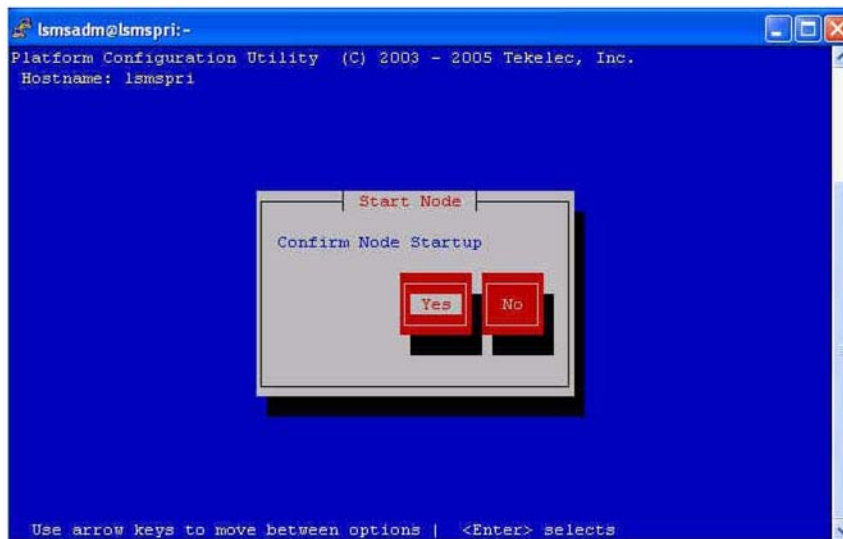 lsmsadm@lsmspri:~
Platform Configuration Utility (C) 2003 - 2005 Tekelec, Inc.
Hostname: lsmspri
Start Node
Confirm Node Startup
Yes No
Use arrow keys to move between options | <Enter> selects